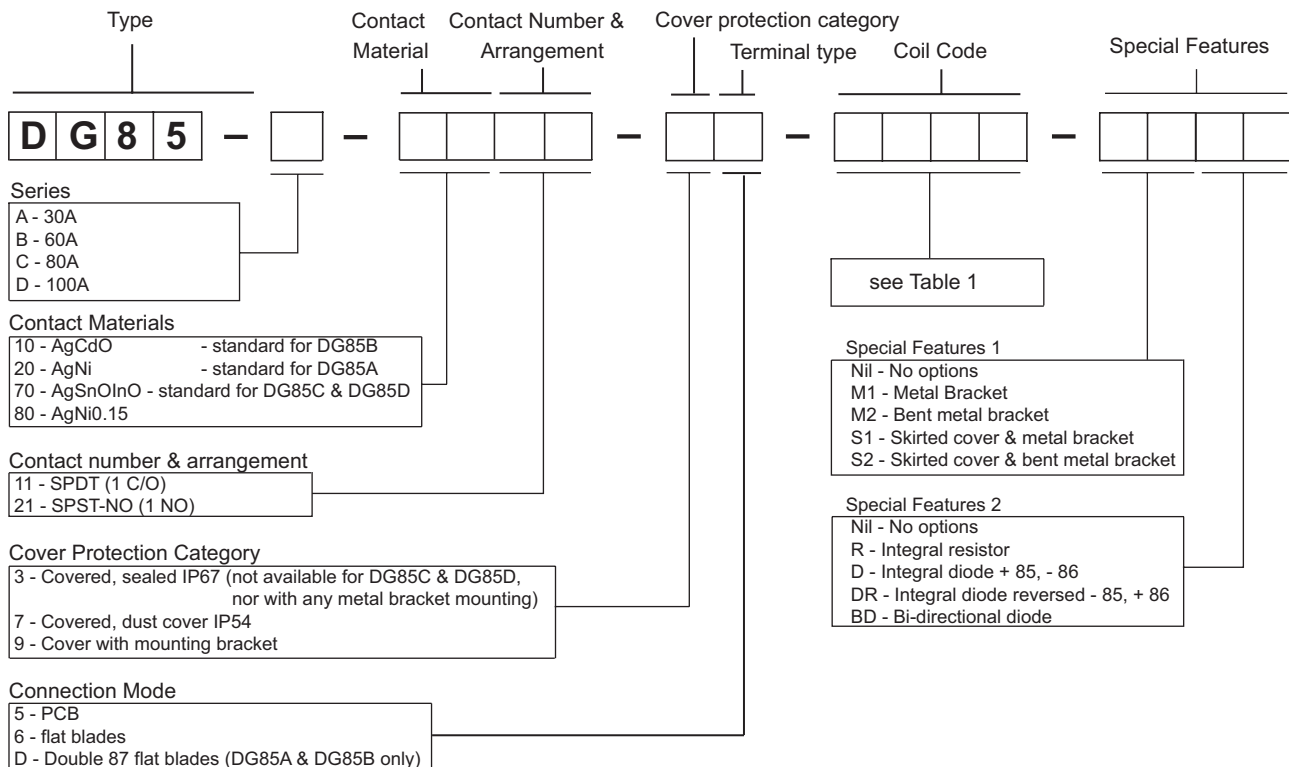 Type
Contact Material
Contact Number & Arrangement
Cover protection category
Terminal type
Coil Code
Special Features
D G 8 5 – – – – –
Series
A - 30A
B - 60A
C - 80A
D - 100A
Contact Materials
10 - AgCdO - standard for DG85B
20 - AgNi - standard for DG85A
70 - AgSnOInO - standard for DG85C & DG85D
80 - AgNi0.15
Contact number & arrangement
11 - SPDT (1 C/O)
21 - SPST-NO (1 NO)
Cover Protection Category
3 - Covered, sealed IP67 (not available for DG85C & DG85D,
nor with any metal bracket mounting)
7 - Covered, dust cover IP54
9 - Cover with mounting bracket
Connection Mode
5 - PCB
6 - flat blades
D - Double 87 flat blades (DG85A & DG85B only)
see Table 1
Special Features 1
Nil - No options
M1 - Metal Bracket
M2 - Bent metal bracket
S1 - Skirted cover & metal bracket
S2 - Skirted cover & bent metal bracket
Special Features 2
Nil - No options
R - Integral resistor
D - Integral diode + 85, - 86
DR - Integral diode reversed - 85, + 86
BD - Bi-directional diode